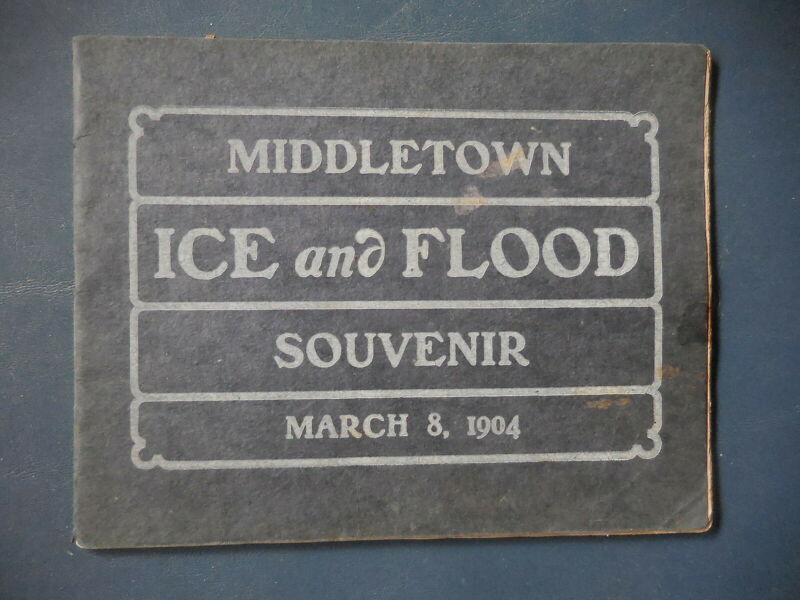 MIDDLETOWN
ICE and FLOOD
SOUVENIR
MARCH 8, 1904